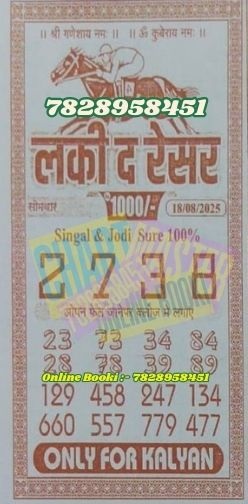 ॥ श्री गणेशाय नमः ॥ ॥ ॐ कुबेराय नमः ॥
7828958451
लकी द रेसर
सोमवार 1000/- 18/08/2025
Singal & Jodi Sure 100%
2 7 3 8
ओपन फेल जानेपर क्लोज में लगाए
23 73 34 84
28 78 39 89
Online Booki :- 7828958451
129 458 247 134
660 557 779 477
ONLY FOR KALYAN